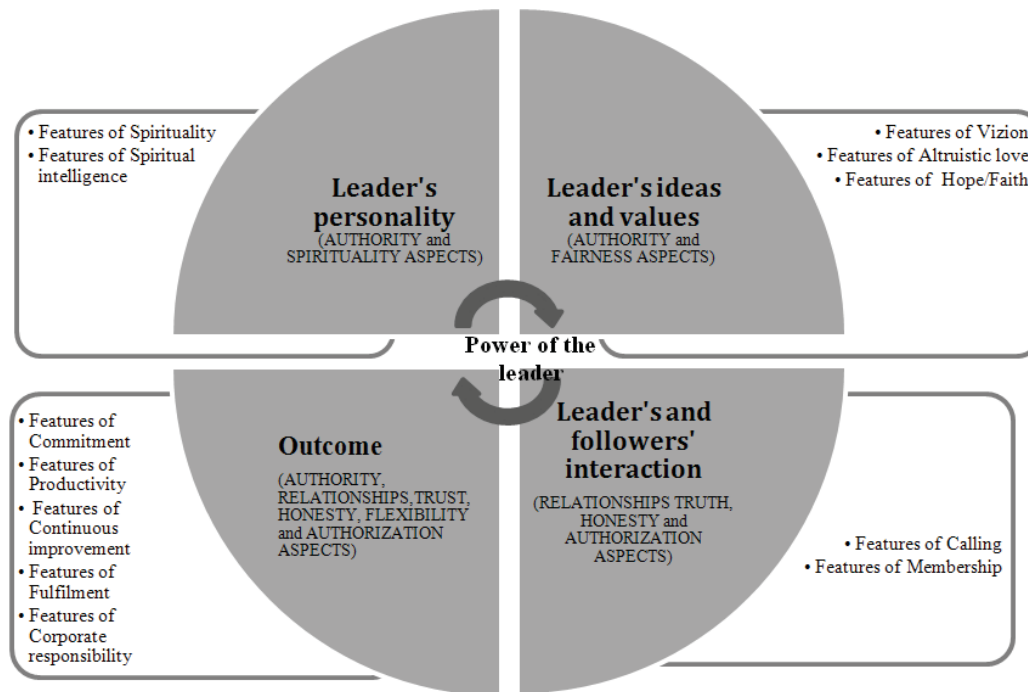 • Features of Spirituality
• Features of Spiritual
intelligence
Leader's
personality
(AUTHORITY and
SPIRITUALITY ASPECTS)
Leader's ideas
and values
(AUTHORITY and
FAIRNESS ASPECTS)
• Features of Vizion
• Features of Altruistic love
• Features of Hope/Faith
Power of the
leader
• Features of
Commitment
• Features of
Productivity
• Features of
Continuous
improvement
• Features of
Fulfilment
• Features of
Corporate
responsibility
Outcome
(AUTHORITY,
RELATIONSHIPS,TRUST,
HONESTY, FLEXIBILITY
and AUTHORIZATION
ASPECTS)
Leader's and
followers'
interaction
(RELATIONSHIPS TRUTH,
HONESTY and
AUTHORIZATION
ASPECTS)
• Features of Calling
• Features of Membership